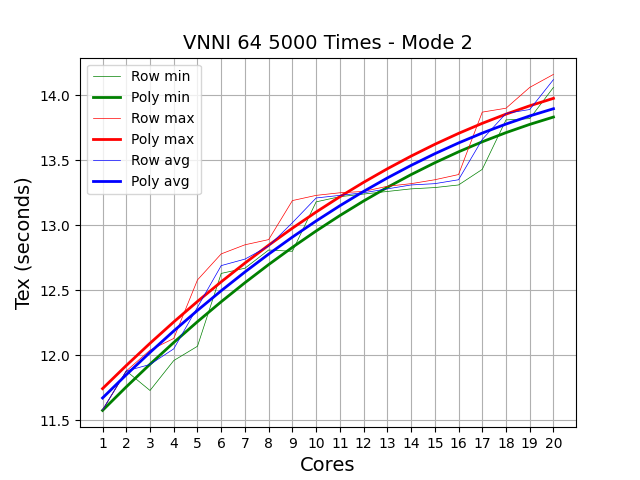 VNNI 64 5000 Times - Mode 2
Row min
Poly min
Row max
Poly max
Row avg
Poly avg
14.0
13.5
13.0
12.5
12.0
11.5
Tex (seconds)
1 2 3 4 5 6 7 8 9 10 11 12 13 14 15 16 17 18 19 20
Cores